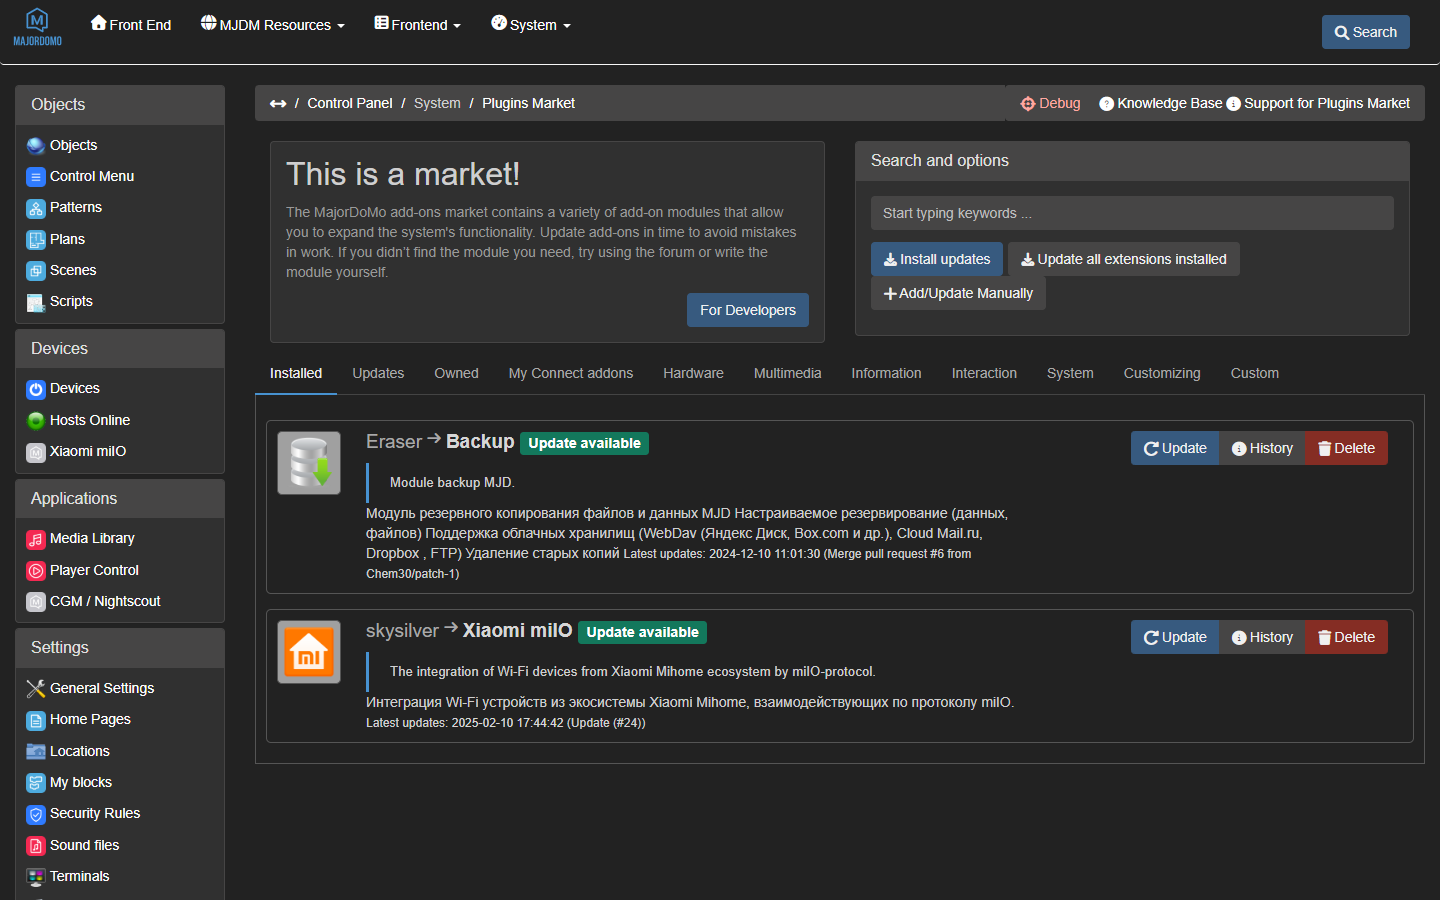 MAJORDOMO
Front End
MJDM Resources
Frontend
System
Search
Objects
Objects
Control Menu
Patterns
Plans
Scenes
Scripts
Devices
Devices
Hosts Online
Xiaomi miIO
Applications
Media Library
Player Control
CGM / Nightscout
Settings
General Settings
Home Pages
Locations
My blocks
Security Rules
Sound files
Terminals
/ Control Panel / System / Plugins Market
Debug
Knowledge Base
Support for Plugins Market
This is a market!
The MajorDoMo add-ons market contains a variety of add-on modules that allow
you to expand the system's functionality. Update add-ons in time to avoid mistakes
in work. If you didn't find the module you need, try using the forum or write the
module yourself.
For Developers
Search and options
Start typing keywords ...
Install updates
Update all extensions installed
Add/Update Manually
Installed
Updates
Owned
My Connect addons
Hardware
Multimedia
Information
Interaction
System
Customizing
Custom
Eraser → Backup Update available
Update
History
Delete
Module backup MJD.
Модуль резервного копирования файлов и данных MJD Настраиваемое резервирование (данных,
файлов) Поддержка облачных хранилищ (WebDav (Яндекс Диск, Box.com и др.), Cloud Mail.ru,
Dropbox , FTP) Удаление старых копий Latest updates: 2024-12-10 11:01:30 (Merge pull request #6 from
Chem30/patch-1)
skysilver → Xiaomi miIO Update available
Update
History
Delete
The integration of Wi-Fi devices from Xiaomi Mihome ecosystem by miIO-protocol.
Интеграция Wi-Fi устройств из экосистемы Xiaomi Mihome, взаимодействующих по протоколу miIO.
Latest updates: 2025-02-10 17:44:42 (Update (#24))